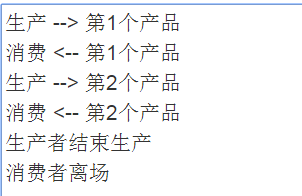 生产 --> 第1个产品
消费 <-- 第1个产品
生产 --> 第2个产品
消费 <-- 第2个产品
生产者结束生产
消费者离场